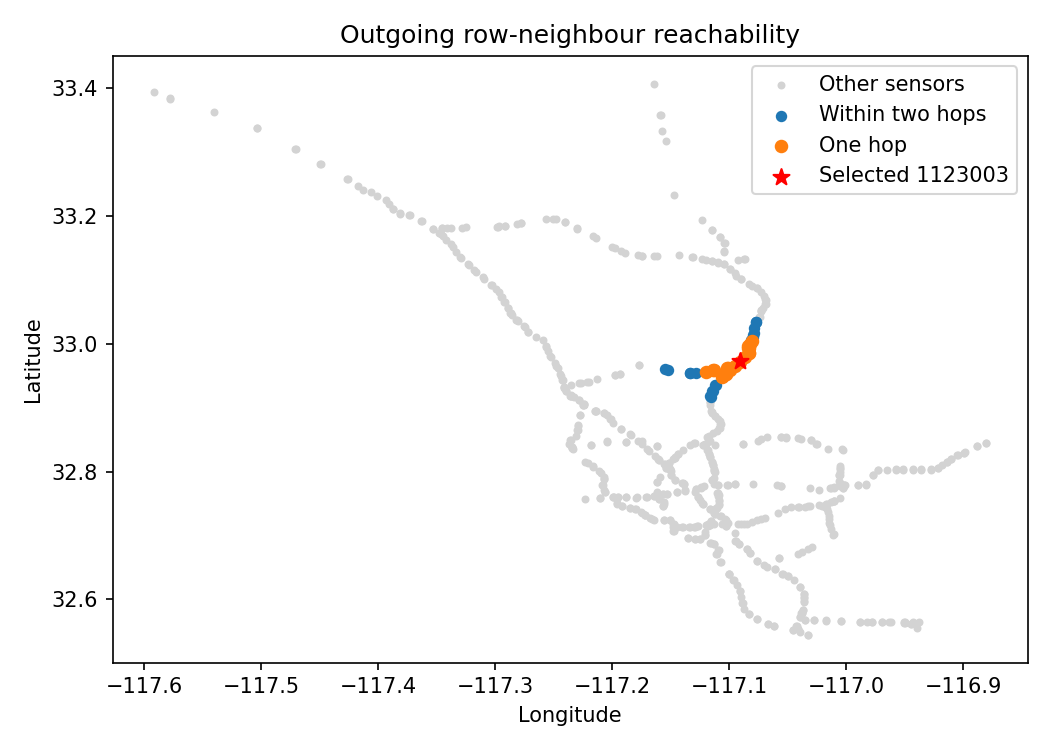 Outgoing row-neighbour reachability
Other sensors
Within two hops
One hop
Selected 1123003
33.4
33.2
33.0
32.8
32.6
Latitude
−117.6 −117.5 −117.4 −117.3 −117.2 −117.1 −117.0 −116.9
Longitude